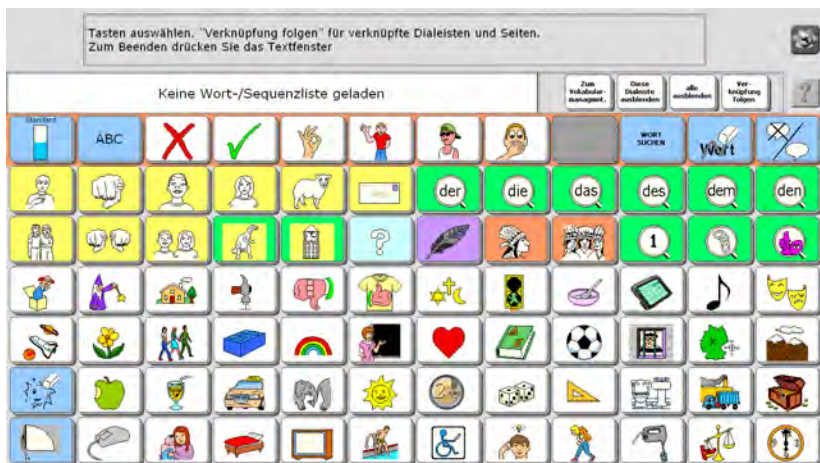 Tasten auswählen. "Verknüpfung folgen" für verknüpfte Dialeisten und Seiten.
Zum Beenden drücken Sie das Textfenster
Keine Wort-/Sequenzliste geladen
Zum
Vokabular-
managmt.
Diese
Dialeiste
ausblenden
alle
ausblenden
Ver-
knüpfung
folgen
?
Standard
ABC
WORT
SUCHEN
Wort
der
die
das
des
dem
den
?
1
2